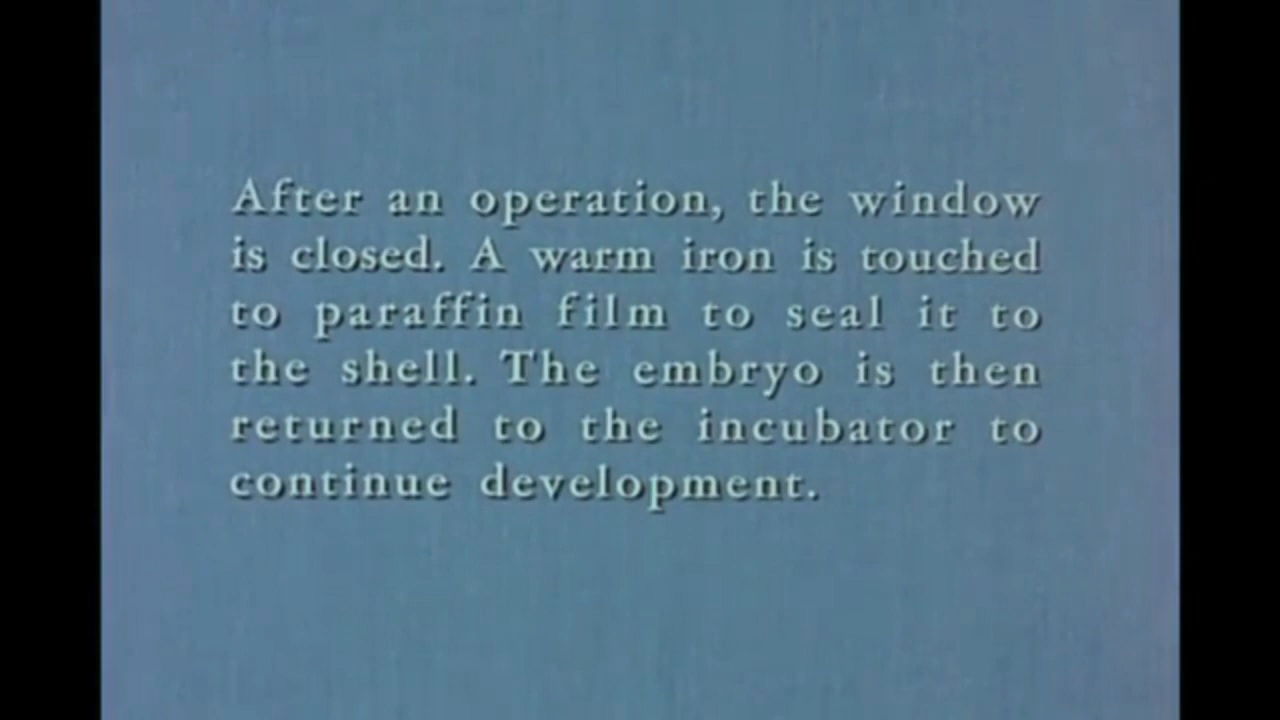 After an operation, the window
is closed. A warm iron is touched
to paraffin film to seal it to
the shell. The embryo is then
returned to the incubator to
continue development.